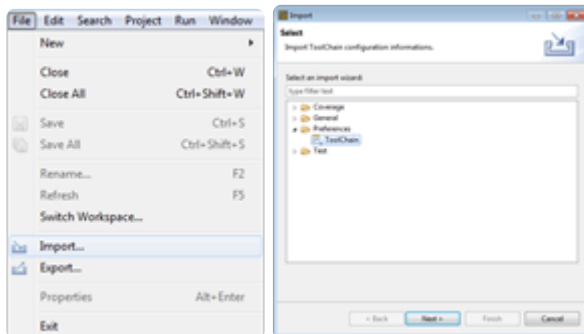 File Edit Search Project Run Window
New
Close Ctrl+W
Close All Ctrl+Shift+W
Save Ctrl+S
Save All Ctrl+Shift+S
Rename... F2
Refresh F5
Switch Workspace...
Import...
Export...
Properties Alt+Enter
Exit
Import
Select
Import ToolChain configuration informations.
Select an import wizard:
type filter text
Coverage
General
Preferences
ToolChain
Test
< Back Next > Finish Cancel